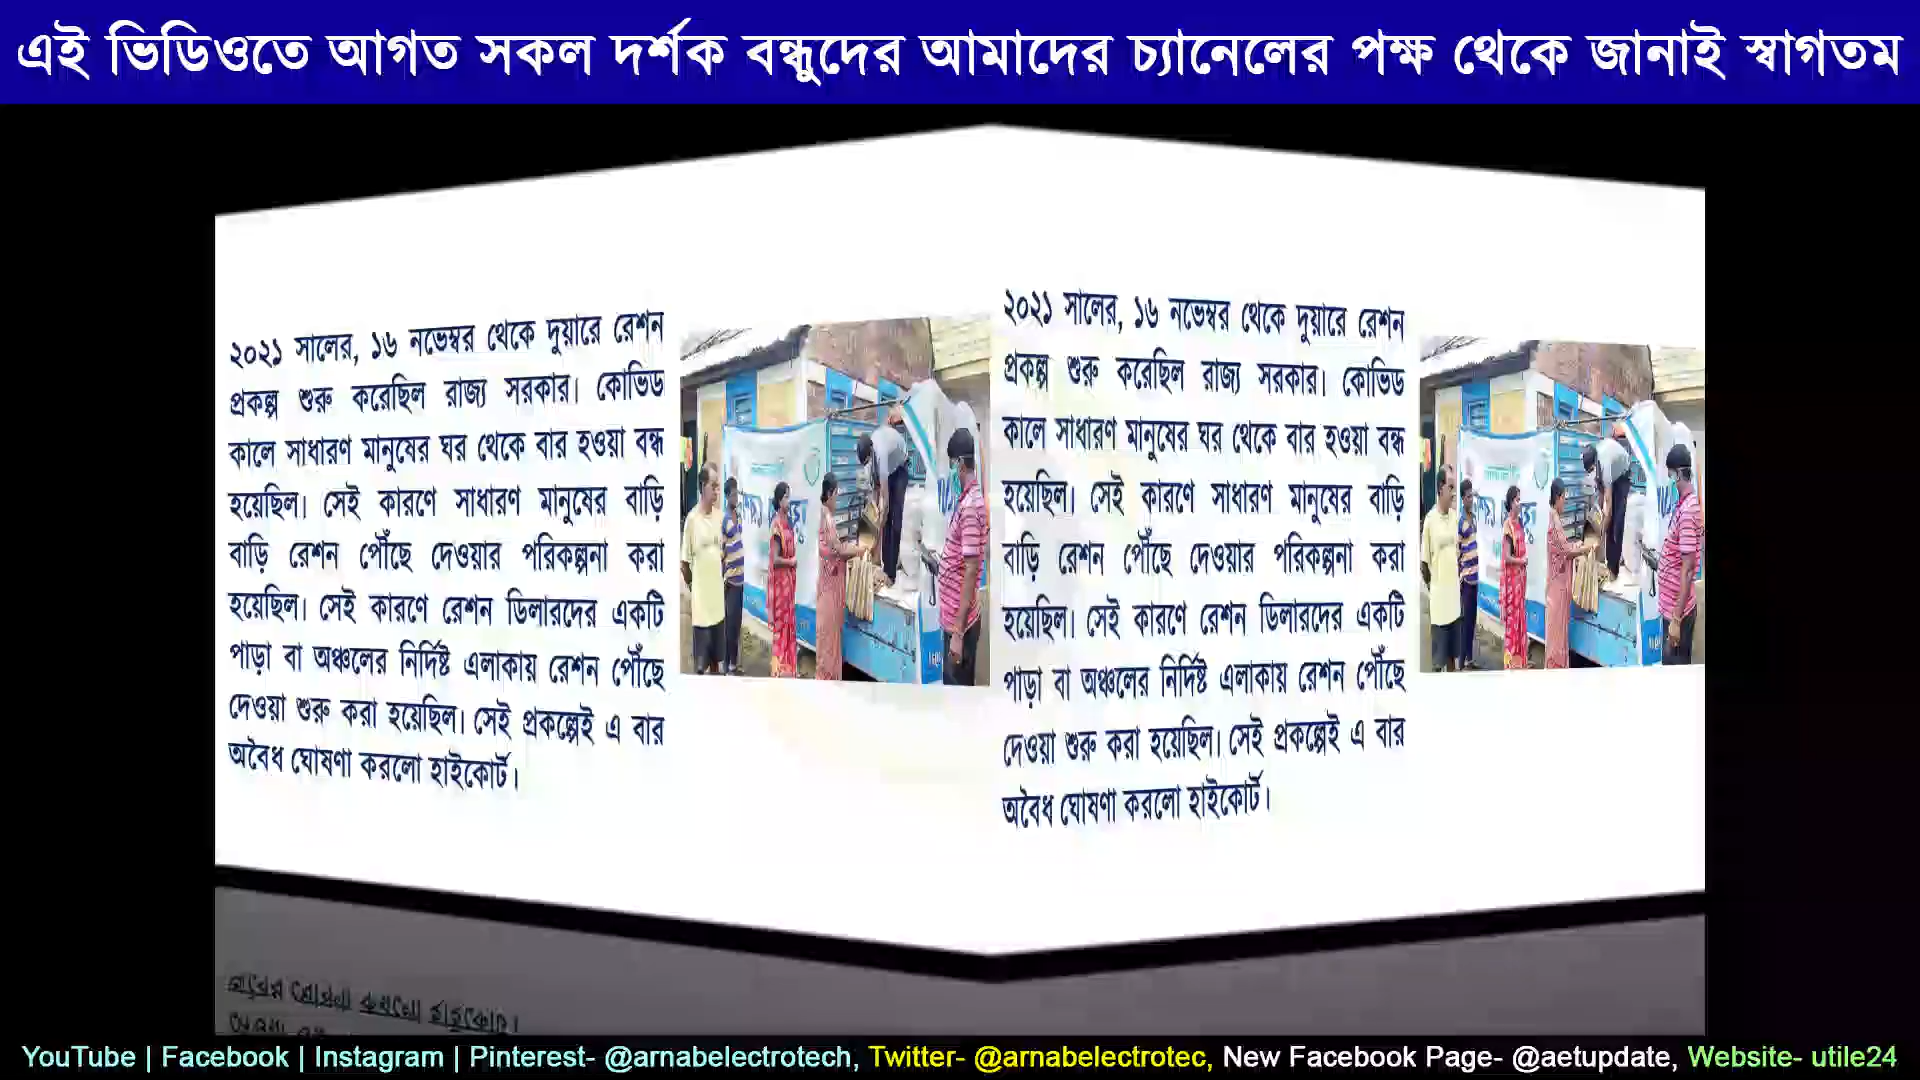 এই ভিডিওতে আগত সকল দর্শক বন্ধুদের আমাদের চ্যানেলের পক্ষ থেকে জানাই স্বাগতম
২০২১ সালের, ১৬ নভেম্বর থেকে দুয়ারে রেশন
প্রকল্প শুরু করেছিল রাজ্য সরকার। কোভিড
কালে সাধারণ মানুষের ঘর থেকে বার হওয়া বন্ধ
হয়েছিল। সেই কারণে সাধারণ মানুষের বাড়ি
বাড়ি রেশন পৌঁছে দেওয়ার পরিকল্পনা করা
হয়েছিল। সেই কারণে রেশন ডিলারদের একটি
পাড়া বা অঞ্চলের নির্দিষ্ট এলাকায় রেশন পৌঁছে
দেওয়া শুরু করা হয়েছিল। সেই প্রকল্পেই এ বার
অবৈধ ঘোষণা করলো হাইকোর্ট।
২০২১ সালের, ১৬ নভেম্বর থেকে দুয়ারে রেশন
প্রকল্প শুরু করেছিল রাজ্য সরকার। কোভিড
কালে সাধারণ মানুষের ঘর থেকে বার হওয়া বন্ধ
হয়েছিল। সেই কারণে সাধারণ মানুষের বাড়ি
বাড়ি রেশন পৌঁছে দেওয়ার পরিকল্পনা করা
হয়েছিল। সেই কারণে রেশন ডিলারদের একটি
পাড়া বা অঞ্চলের নির্দিষ্ট এলাকায় রেশন পৌঁছে
দেওয়া শুরু করা হয়েছিল। সেই প্রকল্পেই এ বার
অবৈধ ঘোষণা করলো হাইকোর্ট।
YouTube | Facebook | Instagram | Pinterest- @arnabelectrotech, Twitter- @arnabelectrotec, New Facebook Page- @aetupdate, Website- utile24